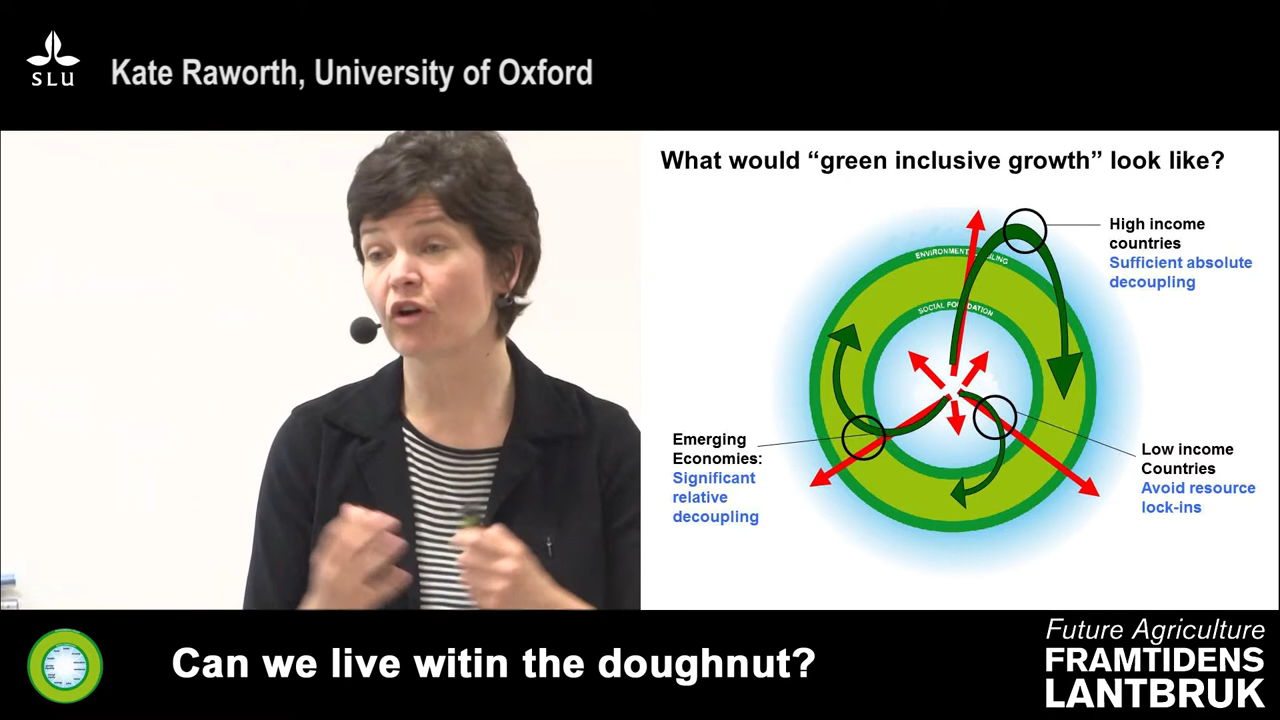 SLU
Kate Raworth, University of Oxford
What would “green inclusive growth” look like?
High income
countries
Sufficient absolute
decoupling
SOCIAL FOUNDATION
Emerging
Economies:
Significant
relative
decoupling
Low income
Countries
Avoid resource
lock-ins
Can we live witin the doughnut?
Future Agriculture
FRAMTIDENS
LANTBRUK